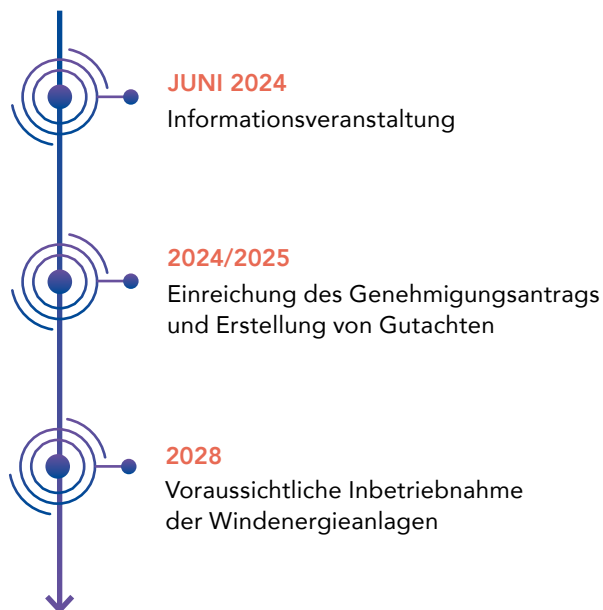 JUNI 2024
Informationsveranstaltung
2024/2025
Einreichung des Genehmigungsantrags
und Erstellung von Gutachten
2028
Voraussichtliche Inbetriebnahme
der Windenergieanlagen